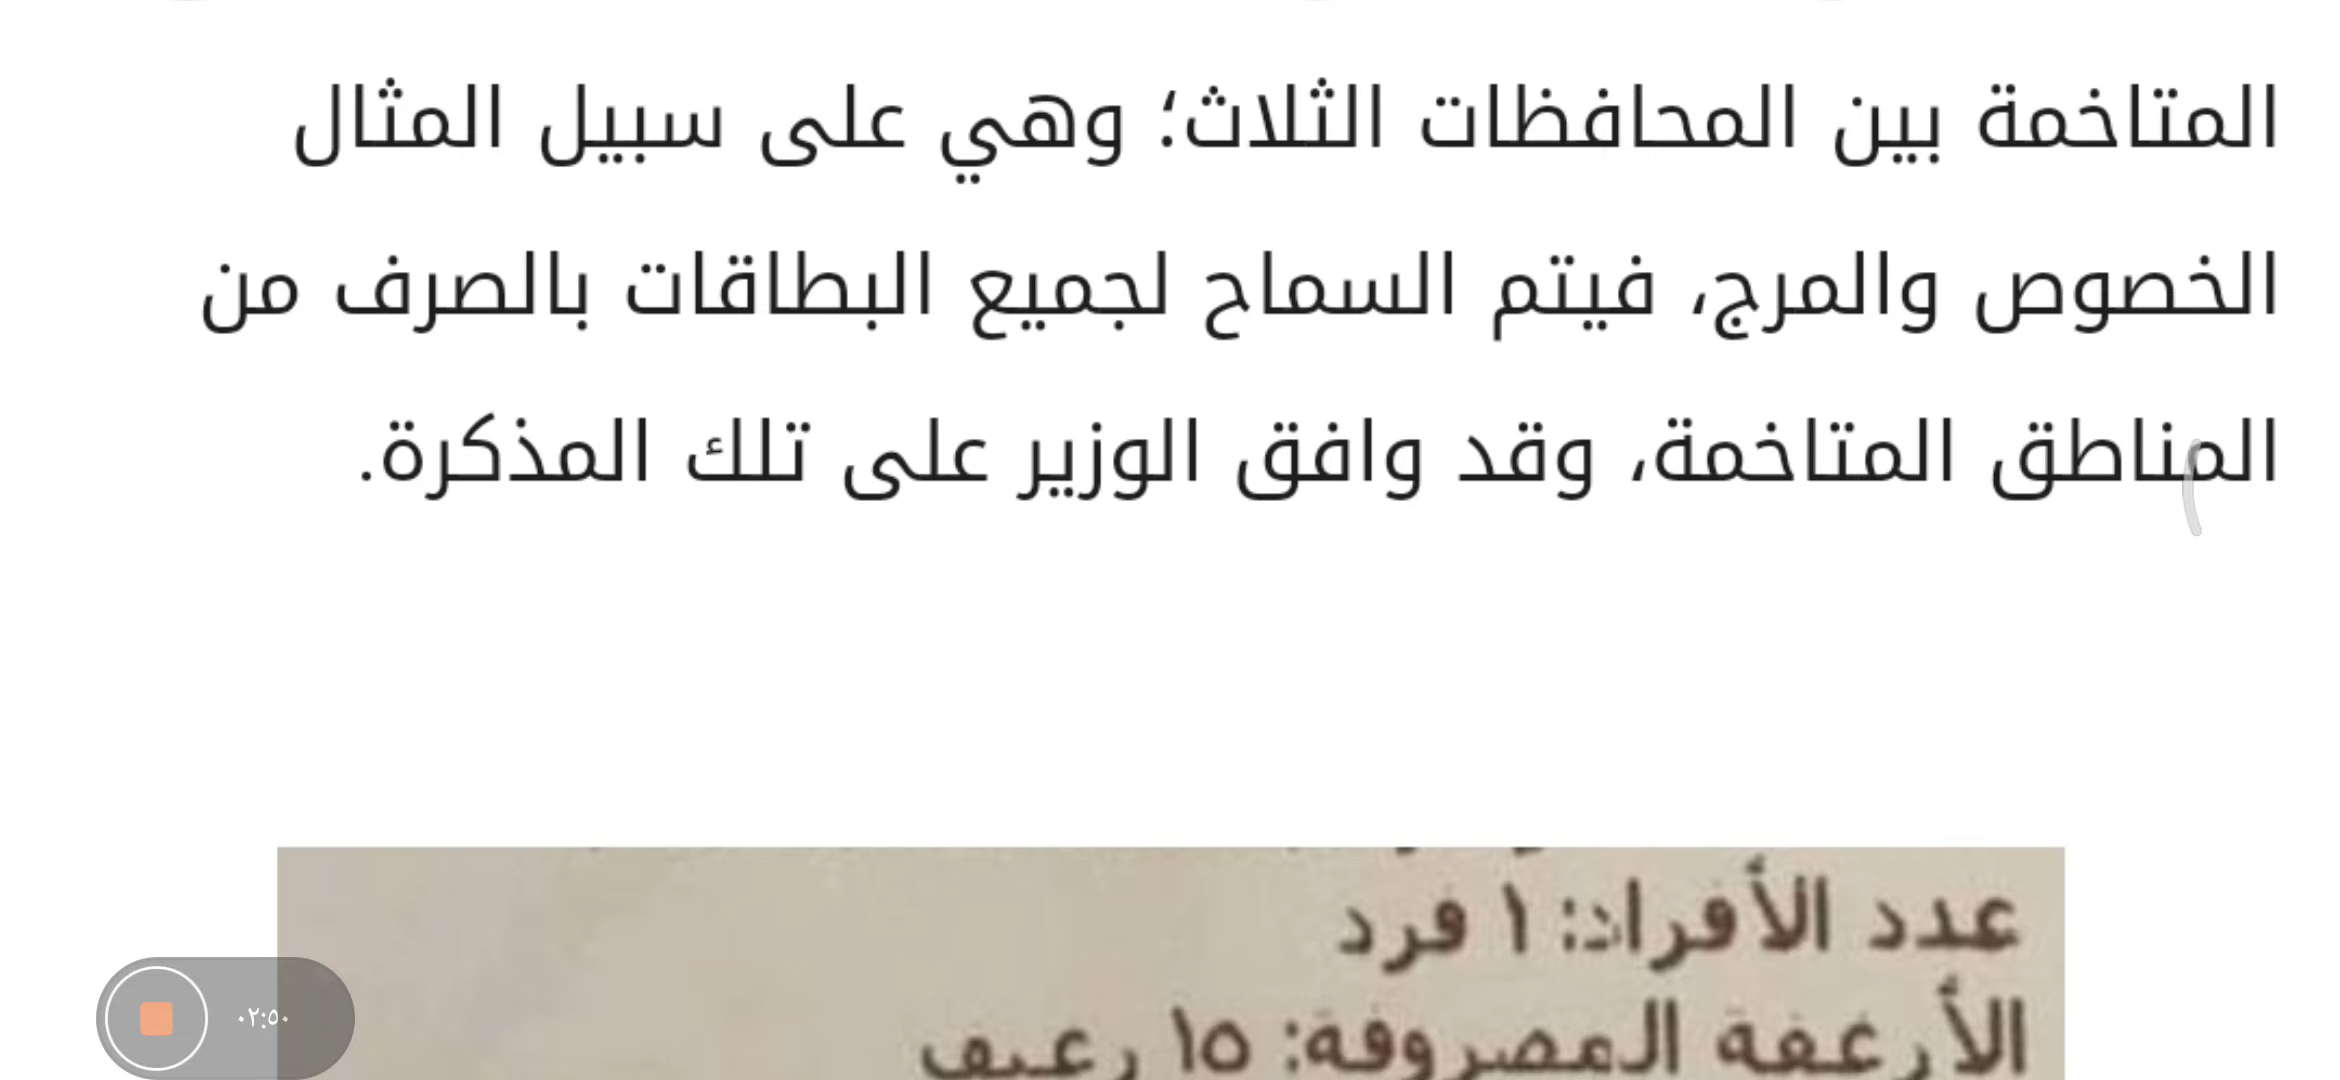 المتاخمة بين المحافظات الثلاث؛ وهي على سبيل المثال
الخصوص والمرج، فيتم السماح لجميع البطاقات بالصرف من
المناطق المتاخمة، وقد وافق الوزير على تلك المذكرة.
عدد الأفراد: ١ فرد
الأرغفة المصروفة: ١٥ رغيف
٠٢:٥٠